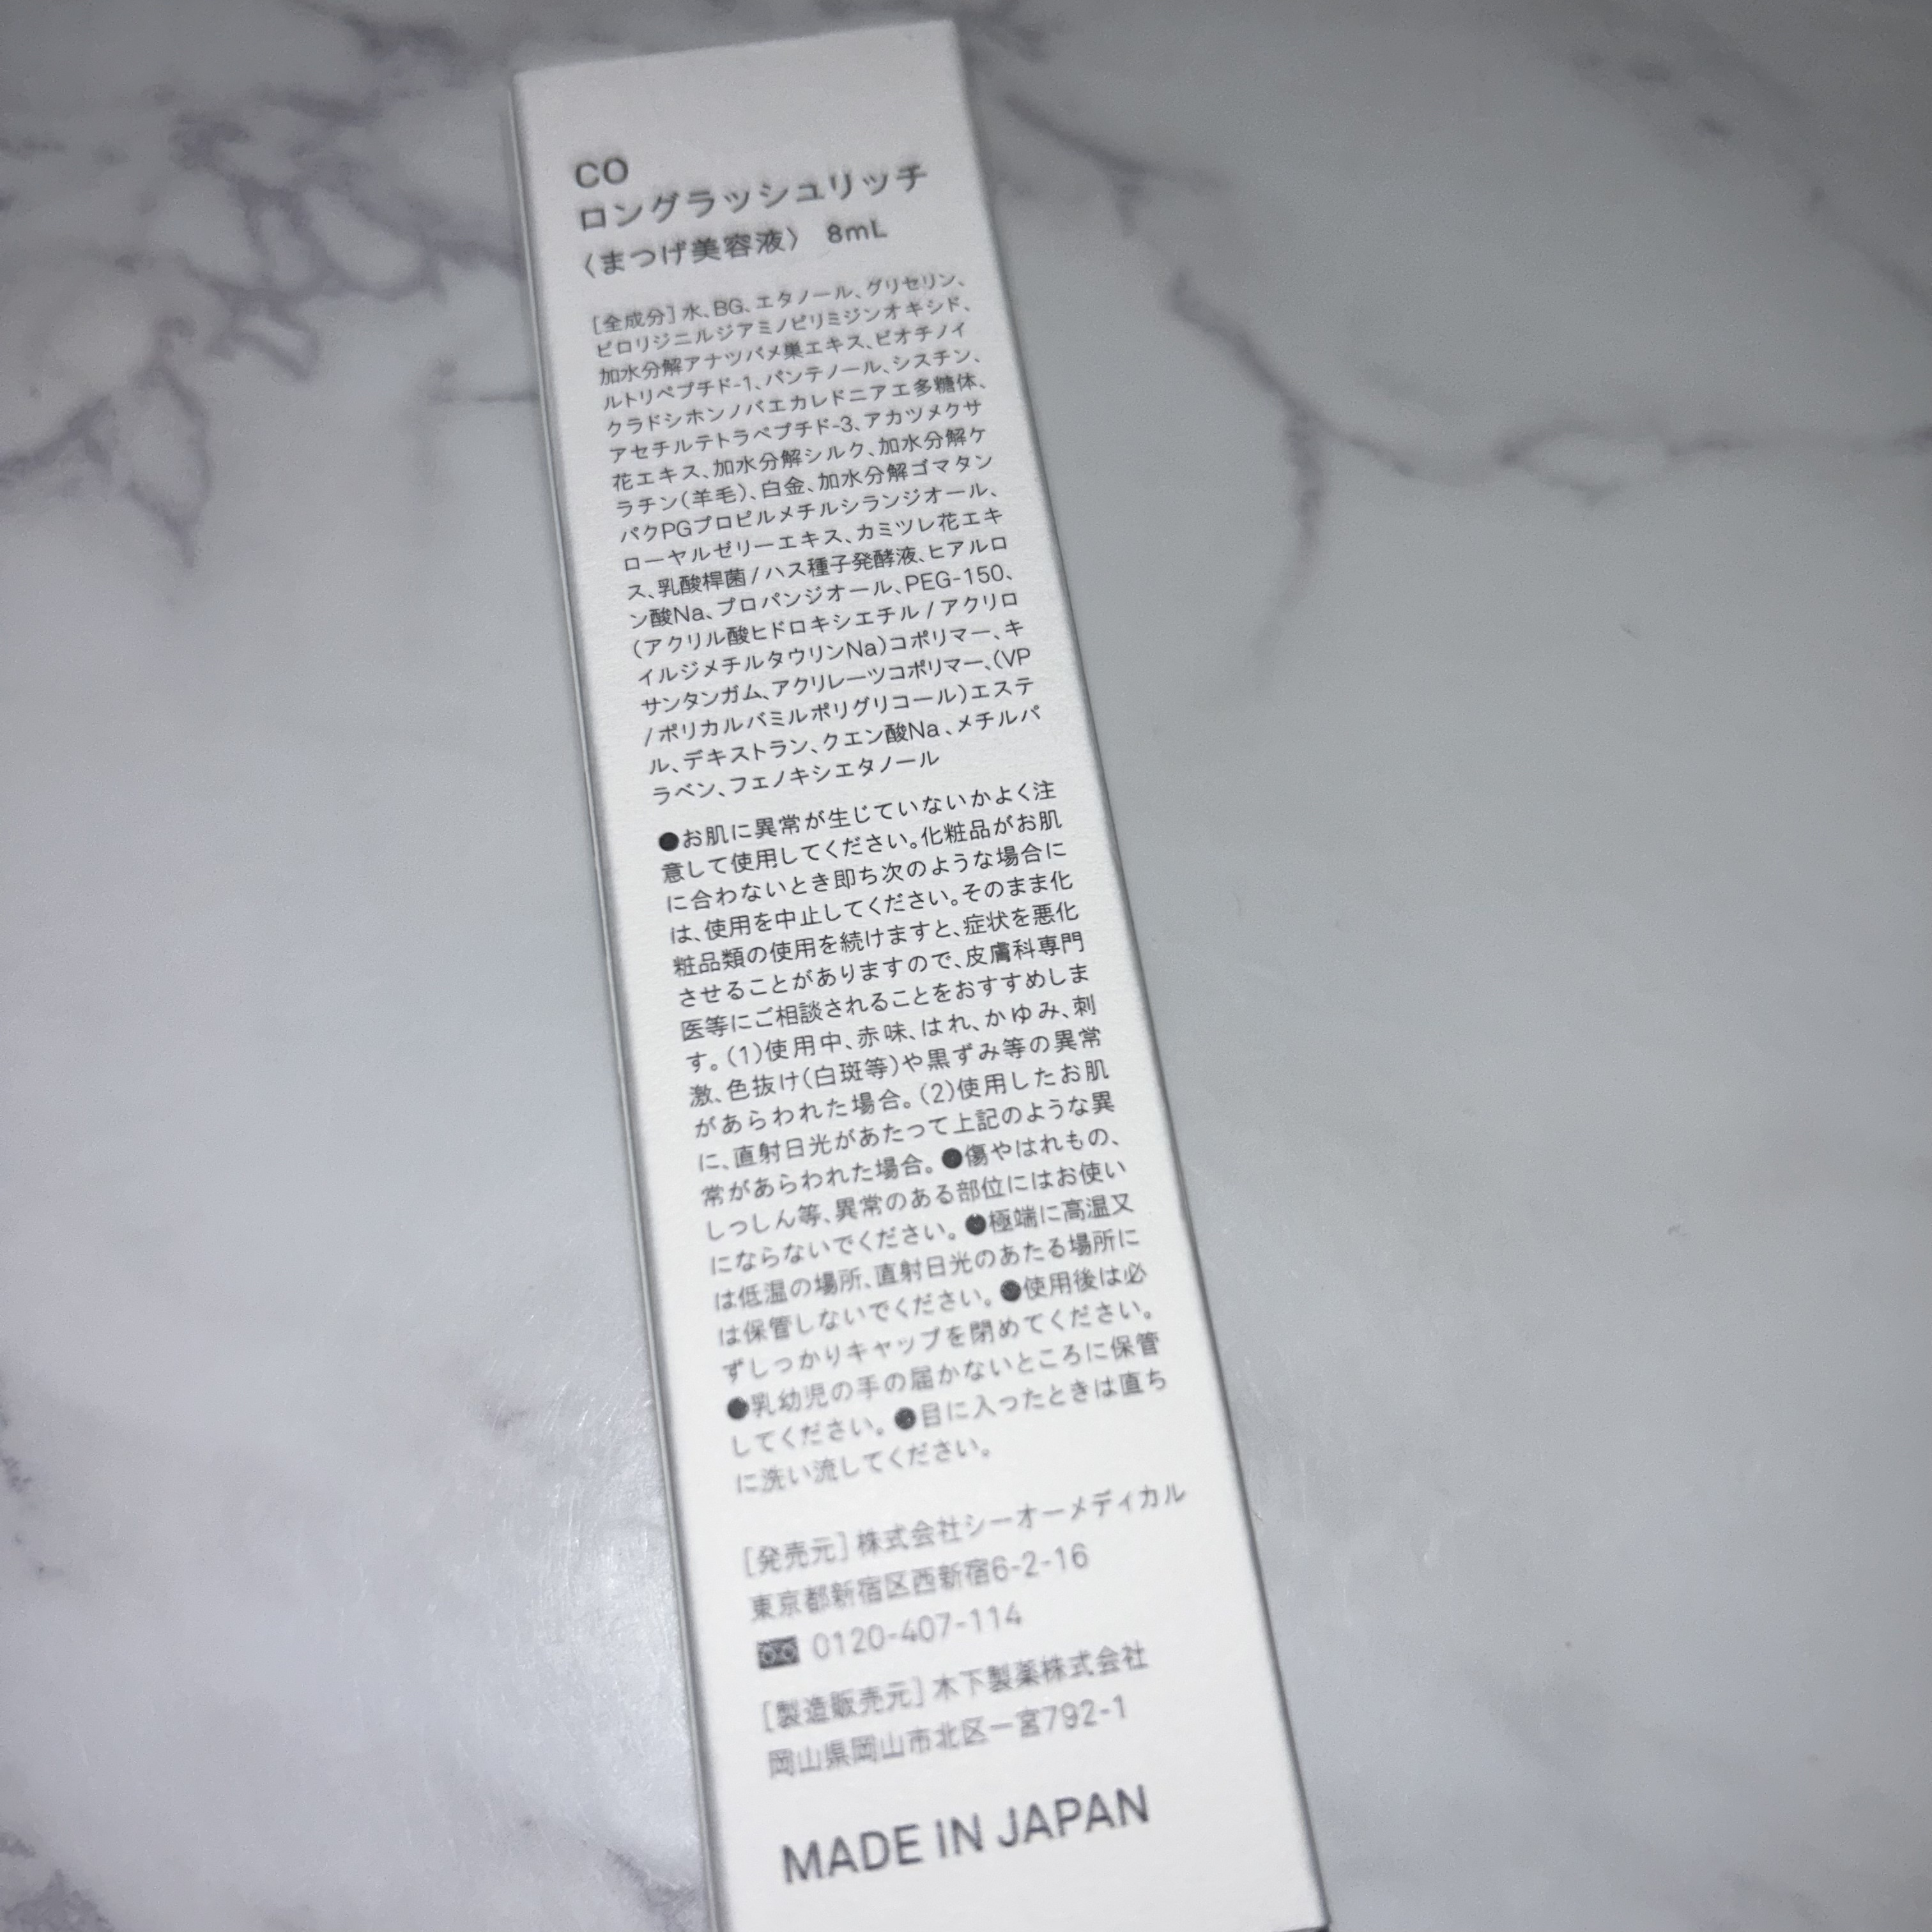 CO
ロングラッシュリッチ
〈まつげ美容液〉 8mL
[全成分]水、BG、エタノール、グリセリン、
ピロリジニルジアミノピリミジンオキシド、
加水分解アナツバメ巣エキス、ビオチノイ
ルトリペプチド-1、パンテノール、シスチン、
クラドシホンノバエカレドニアエ多糖体、
アセチルテトラペプチド-3、アカツメクサ
花エキス、加水分解シルク、加水分解ケ
ラチン(羊毛)、白金、加水分解ゴマタン
パクPGプロピルメチルシランジオール、
ローヤルゼリーエキス、カミツレ花エキ
ス、乳酸桿菌/ハス種子発酵液、ヒアルロ
ン酸Na、プロパンジオール、PEG-150、
(アクリル酸ヒドロキシエチル/アクリロ
イルジメチルタウリンNa)コポリマー、キ
サンタンガム、アクリレーツコポリマー、(VP
/ポリカルバミルポリグリコール)エステ
ル、デキストラン、クエン酸Na、メチルパ
ラベン、フェノキシエタノール
●お肌に異常が生じていないかよく注
意して使用してください。化粧品がお肌
に合わないとき即ち次のような場合に
は、使用を中止してください。そのまま化
粧品類の使用を続けますと、症状を悪化
させることがありますので、皮膚科専門
医等にご相談されることをおすすめしま
す。(1)使用中、赤味、はれ、かゆみ、刺
激、色抜け(白斑等)や黒ずみ等の異常
があらわれた場合。(2)使用したお肌
に、直射日光があたって上記のような異
常があらわれた場合。●傷やはれもの、
しっしん等、異常のある部位にはお使い
にならないでください。●極端に高温又
は低温の場所、直射日光のあたる場所に
は保管しないでください。●使用後は必
ずしっかりキャップを閉めてください。
●乳幼児の手の届かないところに保管
してください。●目に入ったときは直ち
に洗い流してください。
[発売元]株式会社シーオーメディカル
東京都新宿区西新宿6-2-16
0120-407-114
[製造販売元]木下製薬株式会社
岡山県岡山市北区一宮792-1
MADE IN JAPAN